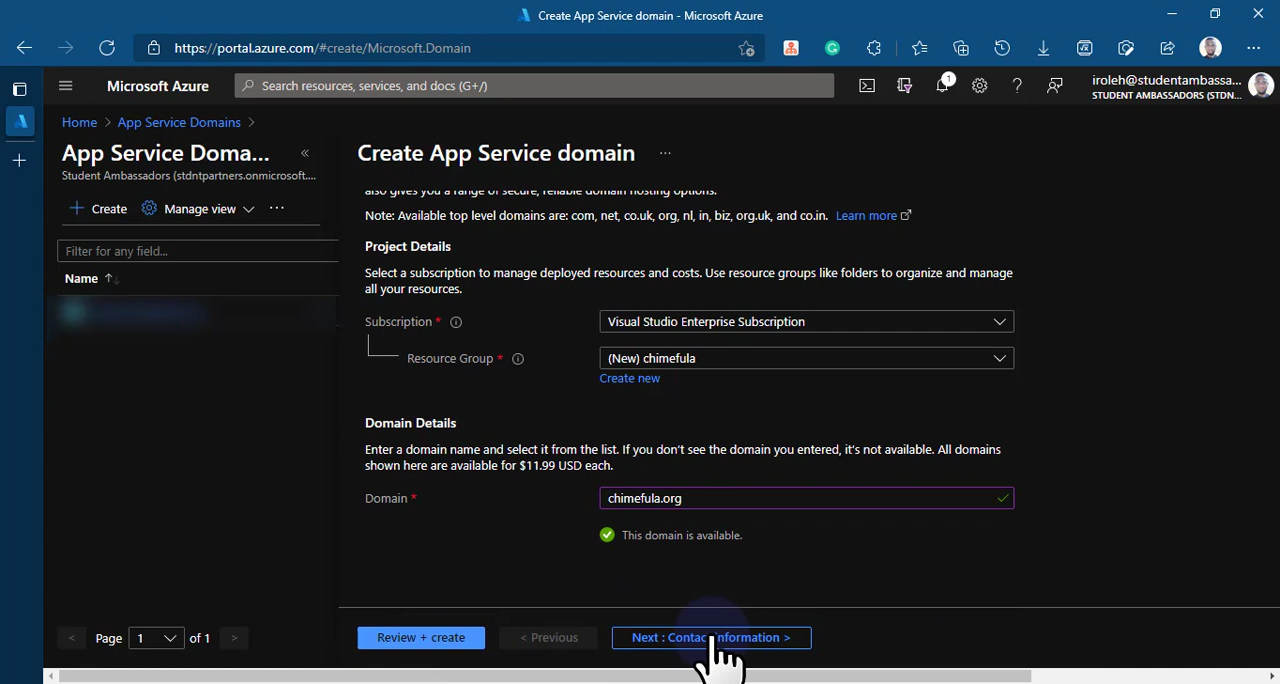 Create App Service domain - Microsoft Azure
https://portal.azure.com/#create/Microsoft.Domain
Microsoft Azure
Search resources, services, and docs (G+/)
1
iroleh@studentambassa...
STUDENT AMBASSADORS (STDN...
Home > App Service Domains >
App Service Doma...
Student Ambassadors (stdntpartners.onmicrosoft....
Create
Manage view
Filter for any field...
Name
Page 1 of 1
Create App Service domain
also gives you a range of secure, reliable domain hosting options.
Note: Available top level domains are: com, net, co.uk, org, nl, in, biz, org.uk, and co.in. Learn more
Project Details
Select a subscription to manage deployed resources and costs. Use resource groups like folders to organize and manage
all your resources.
Subscription *
Visual Studio Enterprise Subscription
Resource Group *
(New) chimefula
Create new
Domain Details
Enter a domain name and select it from the list. If you don't see the domain you entered, it's not available. All domains
shown here are available for $11.99 USD each.
Domain *
chimefula.org
This domain is available.
Review + create
< Previous
Next : Contact information >